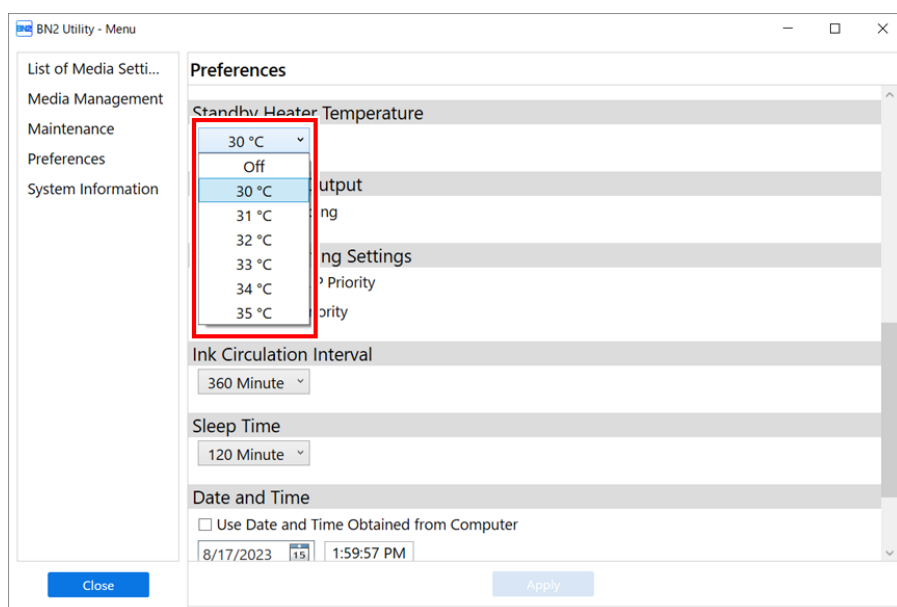 BN2 Utility - Menu
List of Media Setti...
Media Management
Maintenance
Preferences
System Information
Preferences
Standby Heater Temperature
30 °C
Off
30 °C
31 °C
32 °C
33 °C
34 °C
35 °C
ng Settings
Priority
Ink Circulation Interval
360 Minute
Sleep Time
120 Minute
Date and Time
Use Date and Time Obtained from Computer
8/17/2023 15 1:59:57 PM
Close
Apply